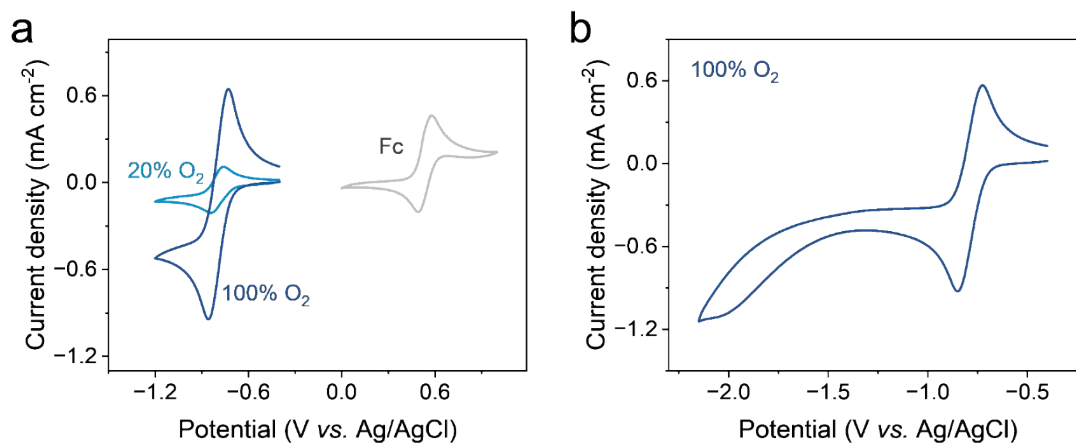 a
0.6
0.0
−0.6
−1.2
Current density (mA cm⁻²)
20% O₂
100% O₂
Fc
−1.2
−0.6
0.0
0.6
Potential (V vs. Ag/AgCl)
b
100% O₂
0.6
0.0
−0.6
−1.2
Current density (mA cm⁻²)
−2.0
−1.5
−1.0
−0.5
Potential (V vs. Ag/AgCl)